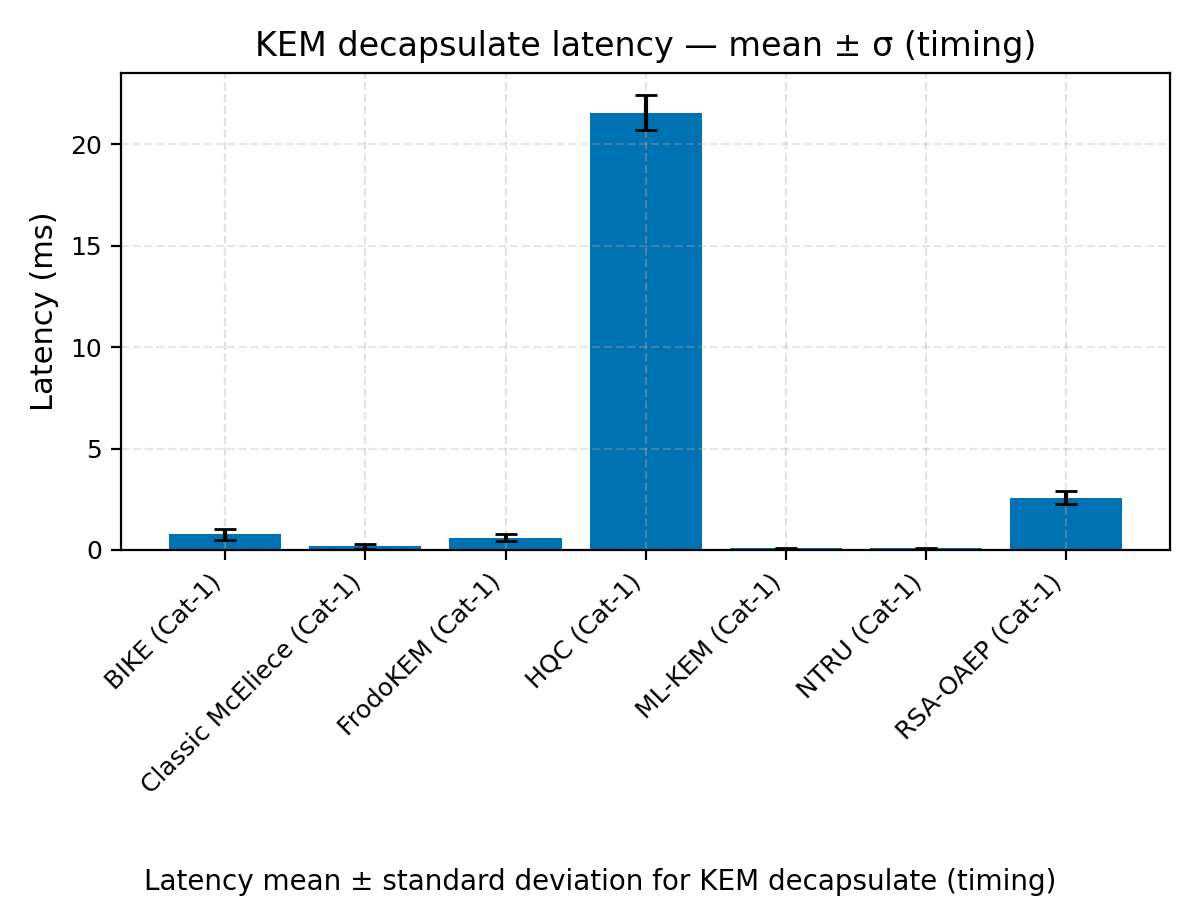 KEM decapsulate latency — mean ± σ (timing)
Latency (ms)
20
15
10
5
0
BIKE (Cat-1)
Classic McEliece (Cat-1)
FrodoKEM (Cat-1)
HQC (Cat-1)
ML-KEM (Cat-1)
NTRU (Cat-1)
RSA-OAEP (Cat-1)
Latency mean ± standard deviation for KEM decapsulate (timing)